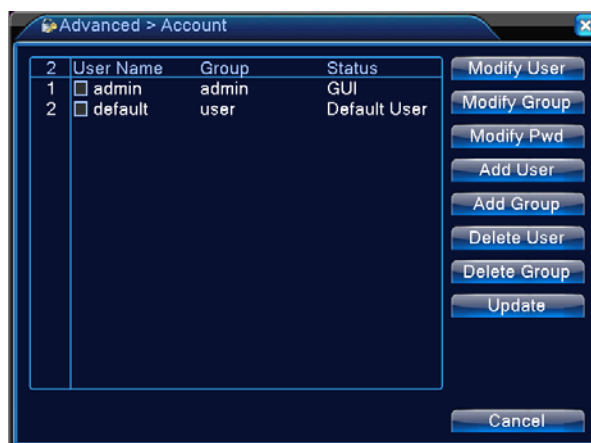 Advanced > Account
2 User Name Group Status
1 admin admin GUI
2 default user Default User
Modify User
Modify Group
Modify Pwd
Add User
Add Group
Delete User
Delete Group
Update
Cancel